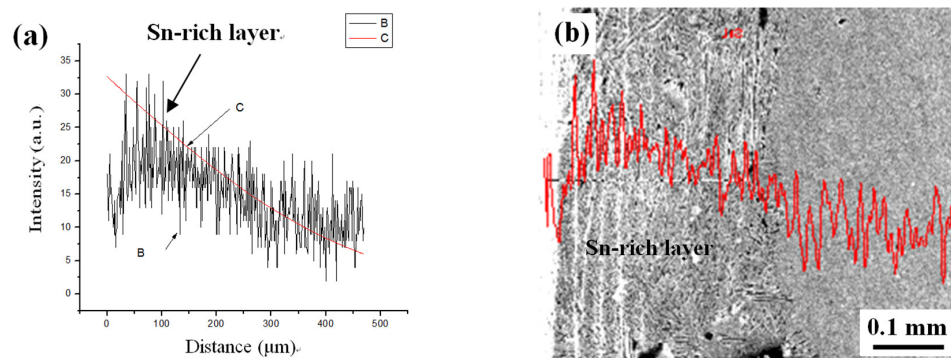 (a)
Sn-rich layer
B
C
35
30
25
20
15
10
5
0
Intensity (a.u.)
C
B
0 100 200 300 400 500
Distance (μm)
(b)
Sn-rich layer
0.1 mm